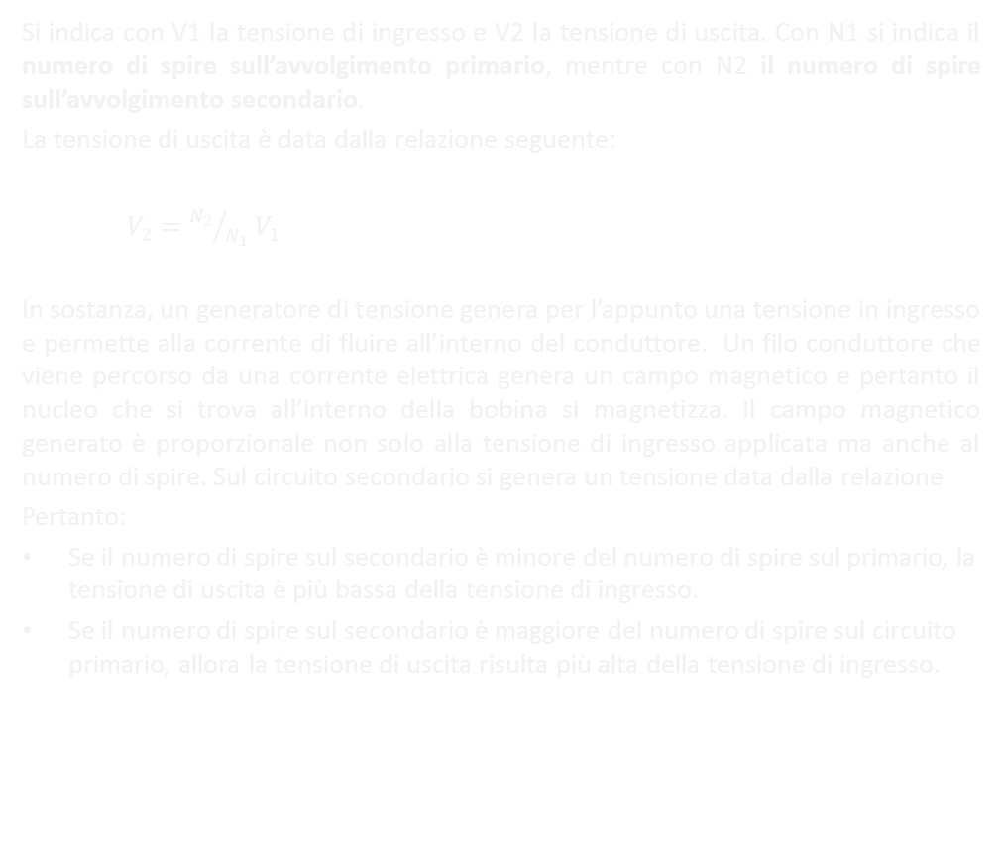 Si indica con V1 la tensione di ingresso e V2 la tensione di uscita. Con N1 si indica il
numero di spire sull’avvolgimento primario, mentre con N2 il numero di spire
sull’avvolgimento secondario.
La tensione di uscita è data dalla relazione seguente:
V₂ = N₂/N₁ V₁
In sostanza, un generatore di tensione genera per l’appunto una tensione in ingresso
e permette alla corrente di fluire all’interno del conduttore. Un filo conduttore che
viene percorso da una corrente elettrica genera un campo magnetico e pertanto il
nucleo che si trova all’interno della bobina si magnetizza. Il campo magnetico
generato è proporzionale non solo alla tensione di ingresso applicata ma anche al
numero di spire. Sul circuito secondario si genera un tensione data dalla relazione
Pertanto:
• Se il numero di spire sul secondario è minore del numero di spire sul primario, la
tensione di uscita è più bassa della tensione di ingresso.
• Se il numero di spire sul secondario è maggiore del numero di spire sul circuito
primario, allora la tensione di uscita risulta più alta della tensione di ingresso.